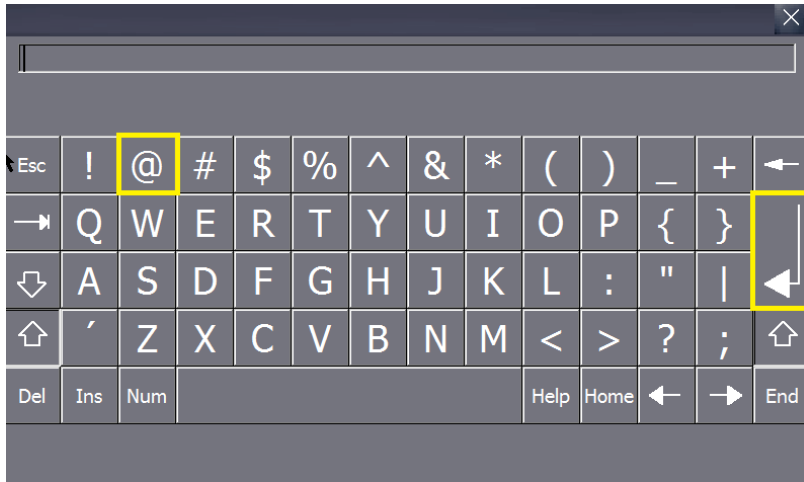 Esc ! @ # $ % ^ & * ( ) _ +
Q W E R T Y U I O P { }
A S D F G H J K L : " |
´ Z X C V B N M < > ? ;
Del Ins Num Help Home End